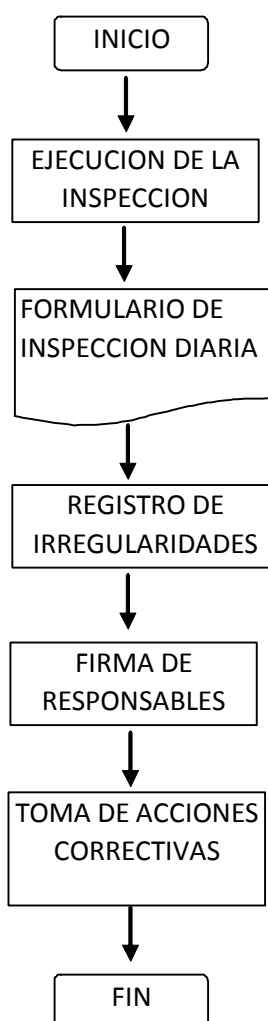 INICIO
EJECUCION DE LA
INSPECCION
FORMULARIO DE
INSPECCION DIARIA
REGISTRO DE
IRREGULARIDADES
FIRMA DE
RESPONSABLES
TOMA DE ACCIONES
CORRECTIVAS
FIN